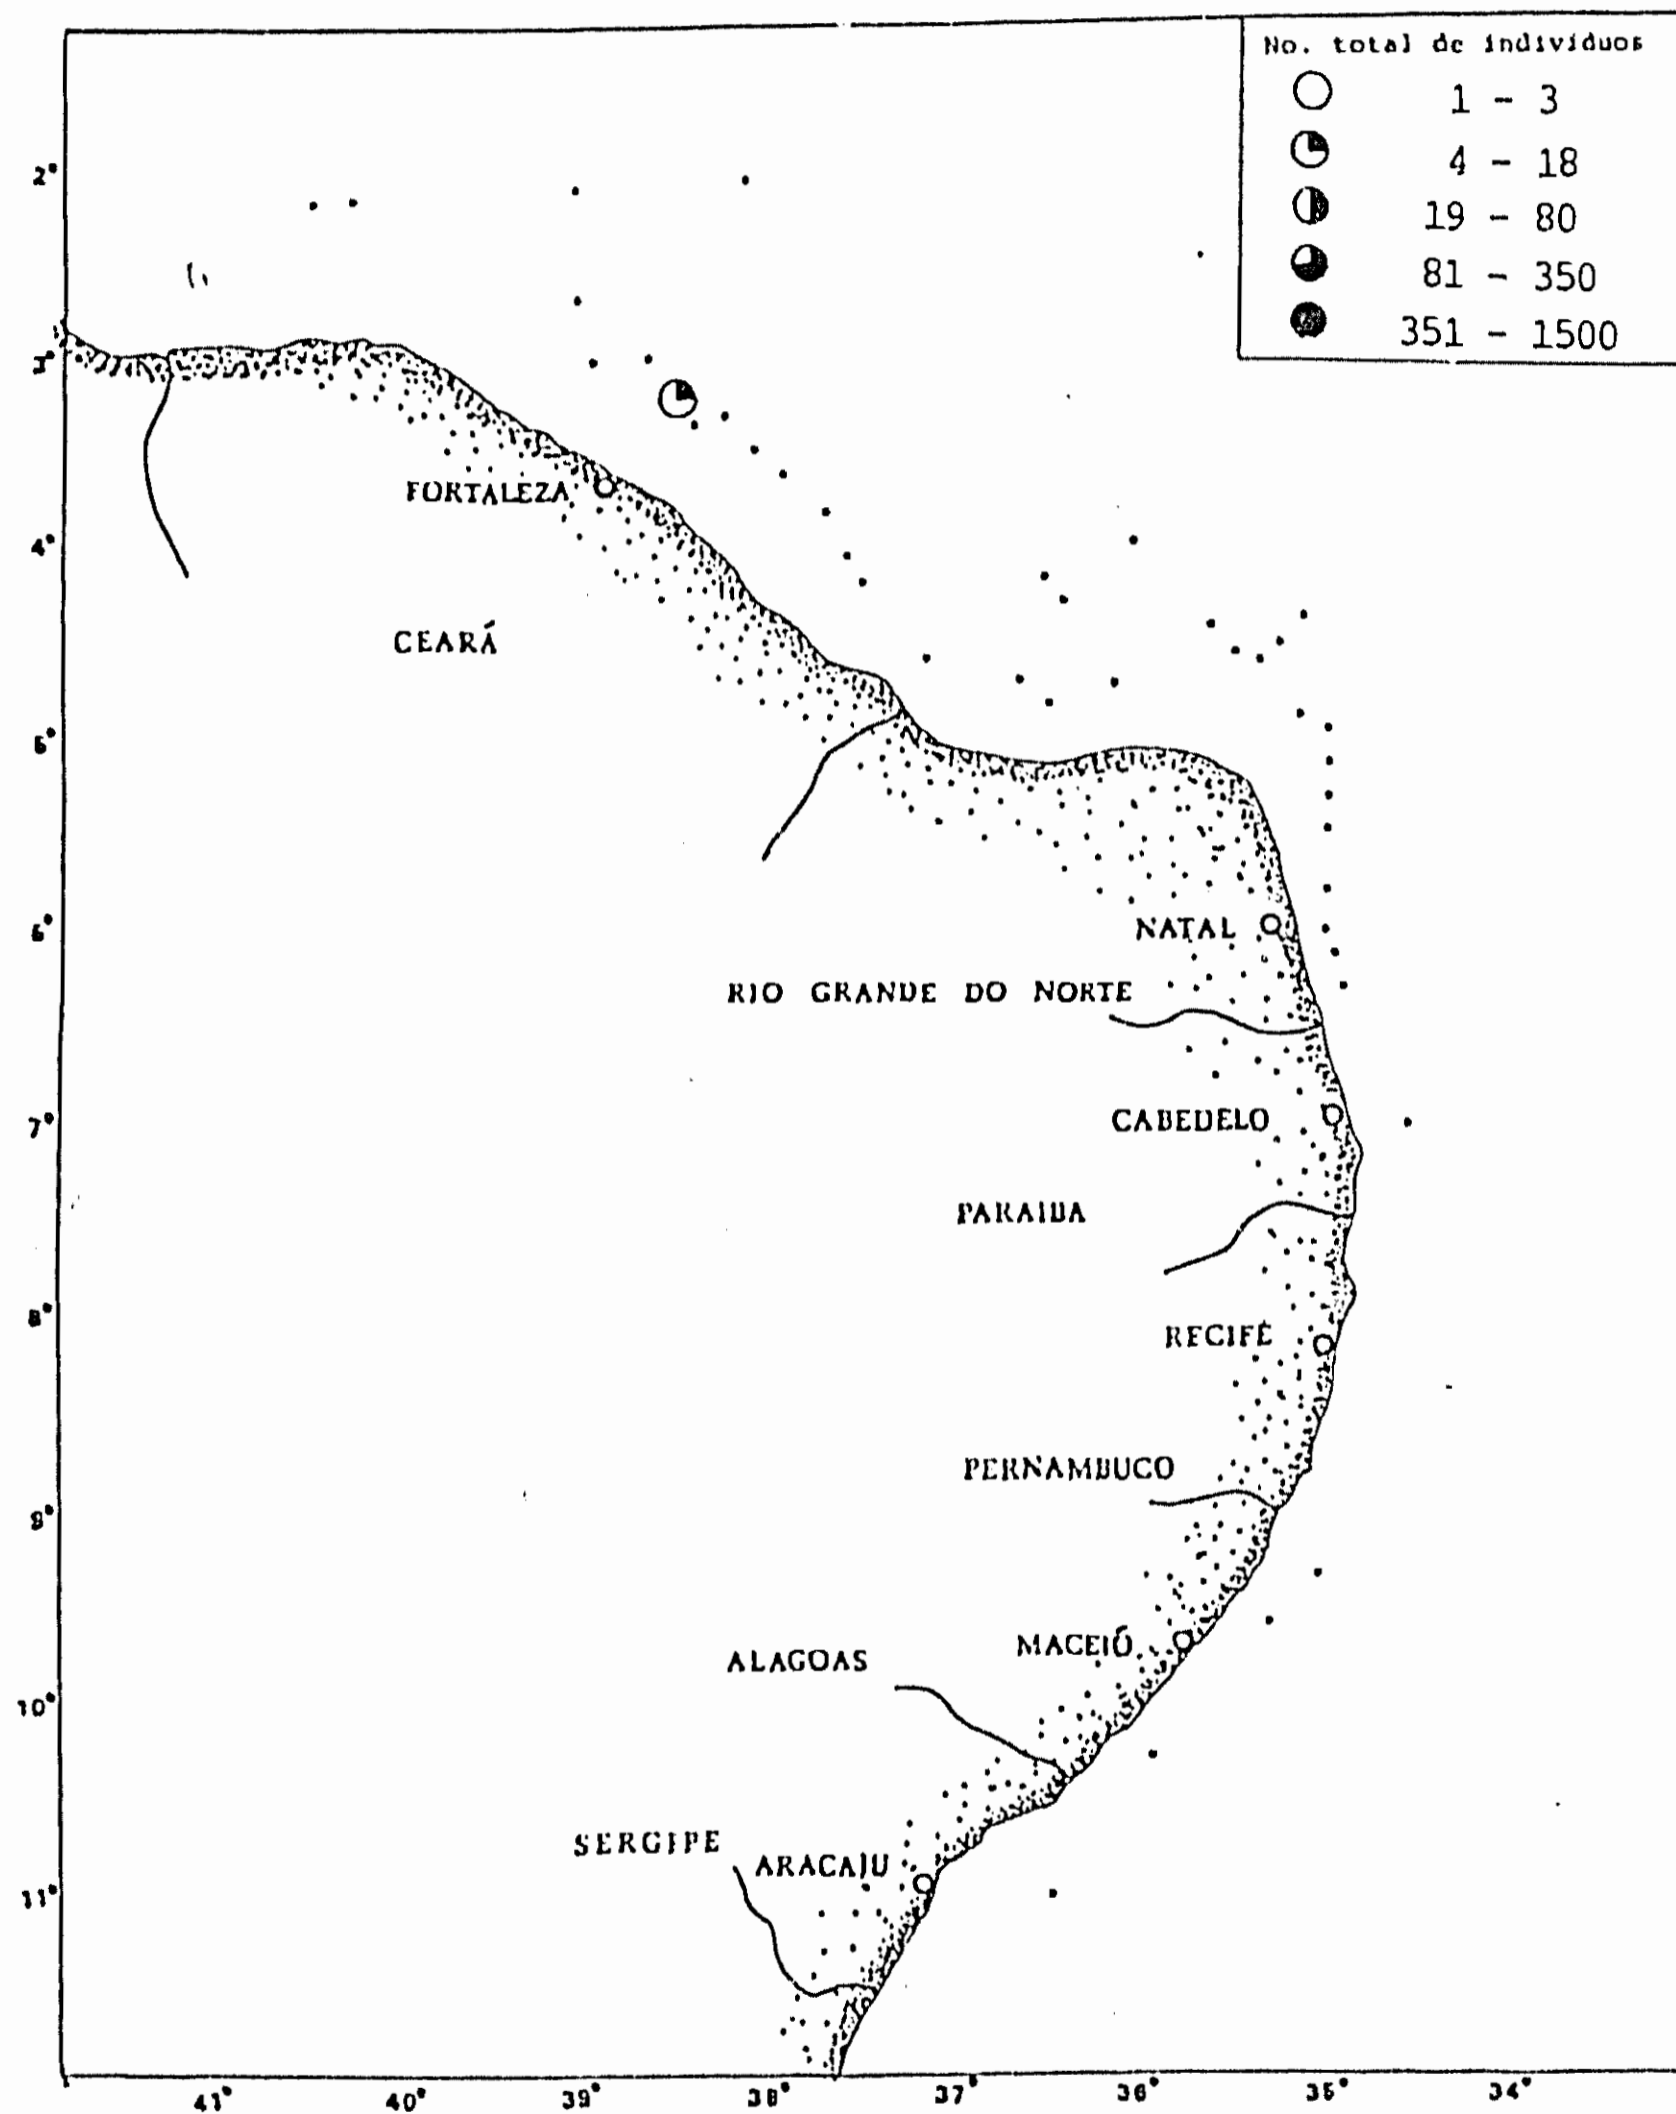 No. total de indivíduos
1 - 3
4 - 18
19 - 80
81 - 350
351 - 1500
2°
3°
4°
5°
6°
7°
8°
9°
10°
11°
FORTALEZA
CEARÁ
NATAL
RIO GRANDE DO NORTE
CABEDELO
PARAIBA
RECIFE
PERNAMBUCO
MACEIÓ
ALAGOAS
SERGIPE
ARACAJU
41° 40° 39° 38° 37° 36° 35° 34°